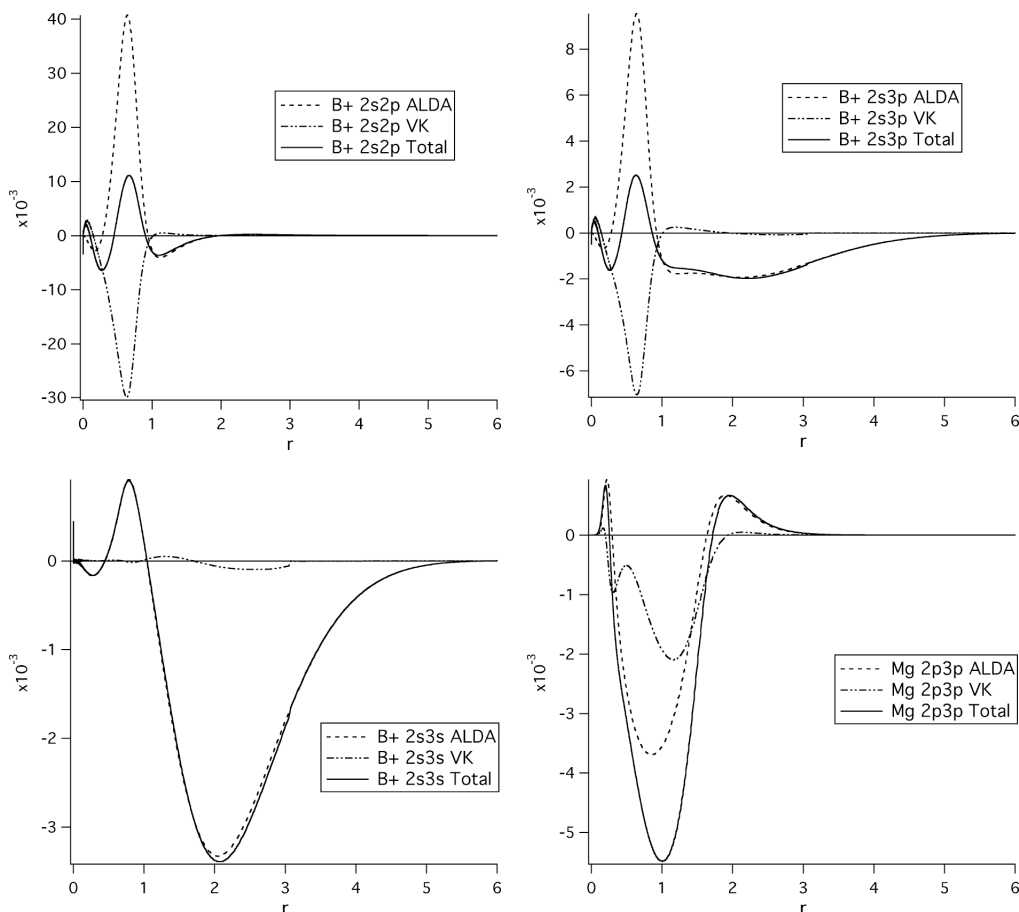 40
30
20
10
0
-10
-20
-30
x10⁻³
B+ 2s2p ALDA
B+ 2s2p VK
B+ 2s2p Total
0 1 2 3 4 5 6
r
8
6
4
2
0
-2
-4
-6
x10⁻³
B+ 2s3p ALDA
B+ 2s3p VK
B+ 2s3p Total
0 1 2 3 4 5 6
r
0
-1
-2
-3
x10⁻³
B+ 2s3s ALDA
B+ 2s3s VK
B+ 2s3s Total
0 1 2 3 4 5 6
r
0
-1
-2
-3
-4
-5
x10⁻³
Mg 2p3p ALDA
Mg 2p3p VK
Mg 2p3p Total
0 1 2 3 4 5 6
r